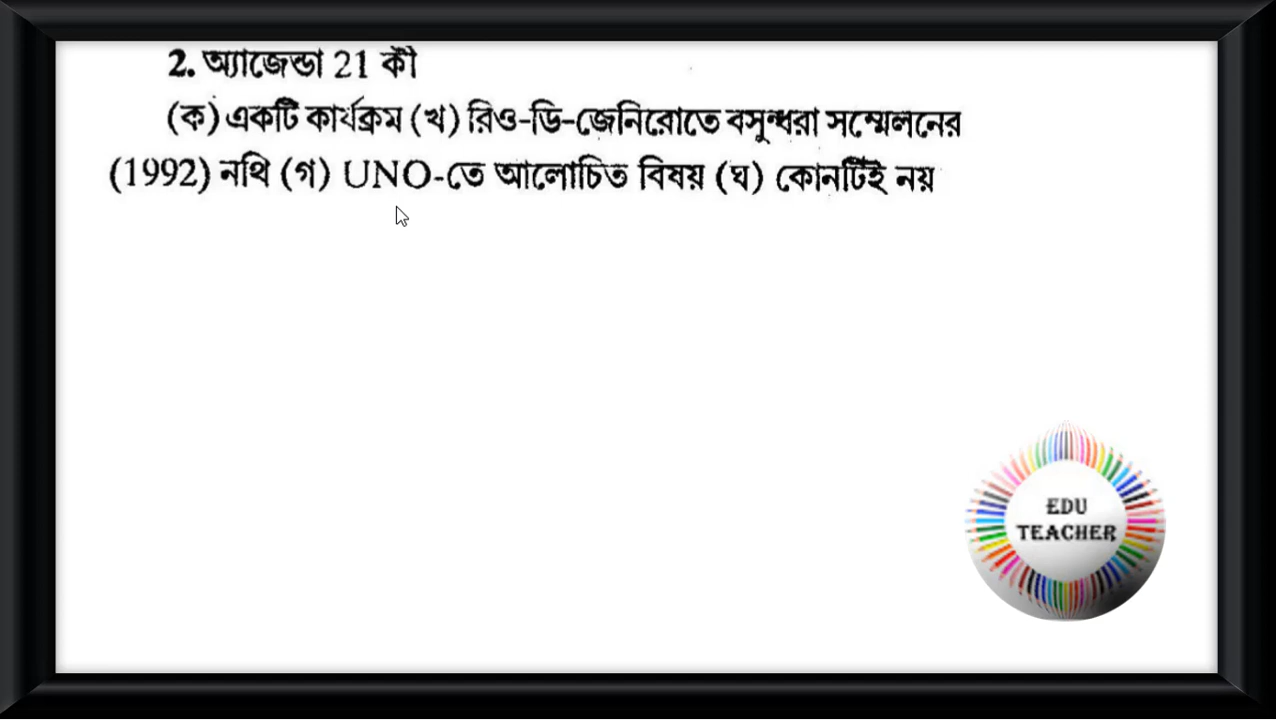 2. অ্যাজেন্ডা 21 কী
(ক) একটি কার্যক্রম (খ) রিও-ডি-জেনিরোতে বসুন্ধরা সম্মেলনের
(1992) নথি (গ) UNO-তে আলোচিত বিষয় (ঘ) কোনটিই নয়
EDU
TEACHER